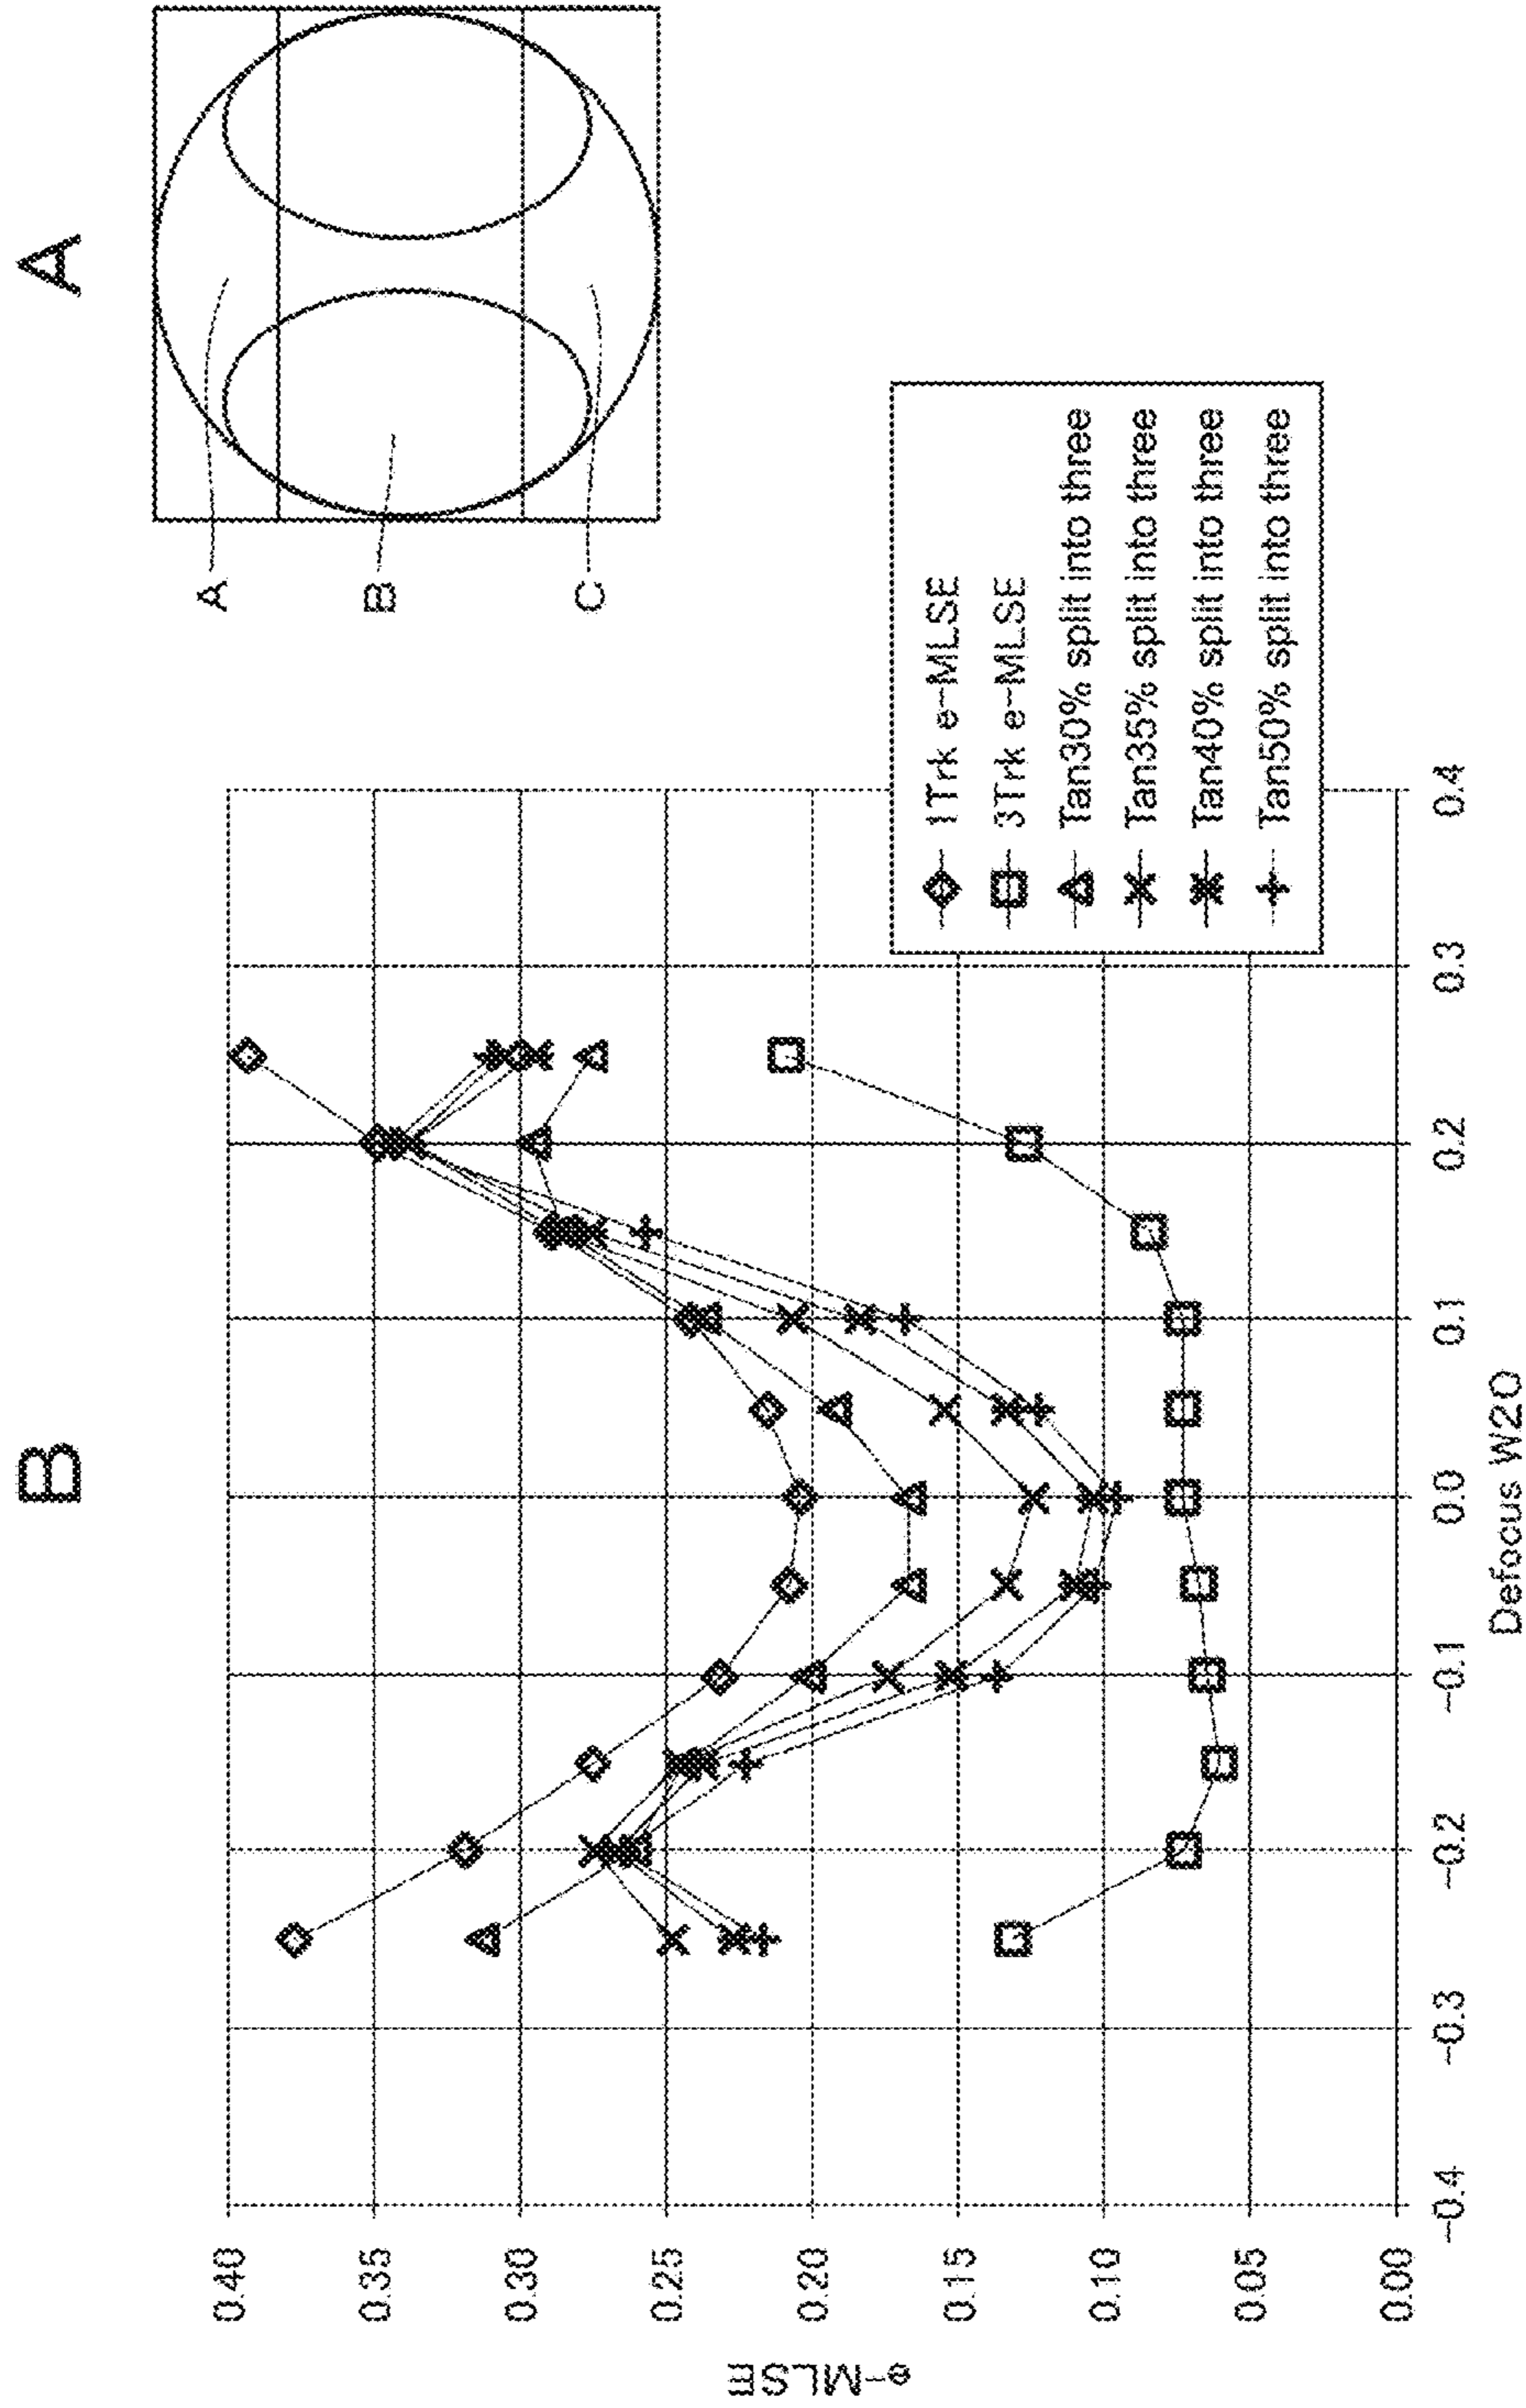 A
A
B
C
B
e-MLSE
0.40
0.35
0.30
0.25
0.20
0.15
0.10
0.05
0.00
-0.4
-0.3
-0.2
-0.1
0.0
0.1
0.2
0.3
0.4
Defocus W20
1Trk e-MLSE
3Trk e-MLSE
Tan30% split into three
Tan35% split into three
Tan40% split into three
Tan50% split into three